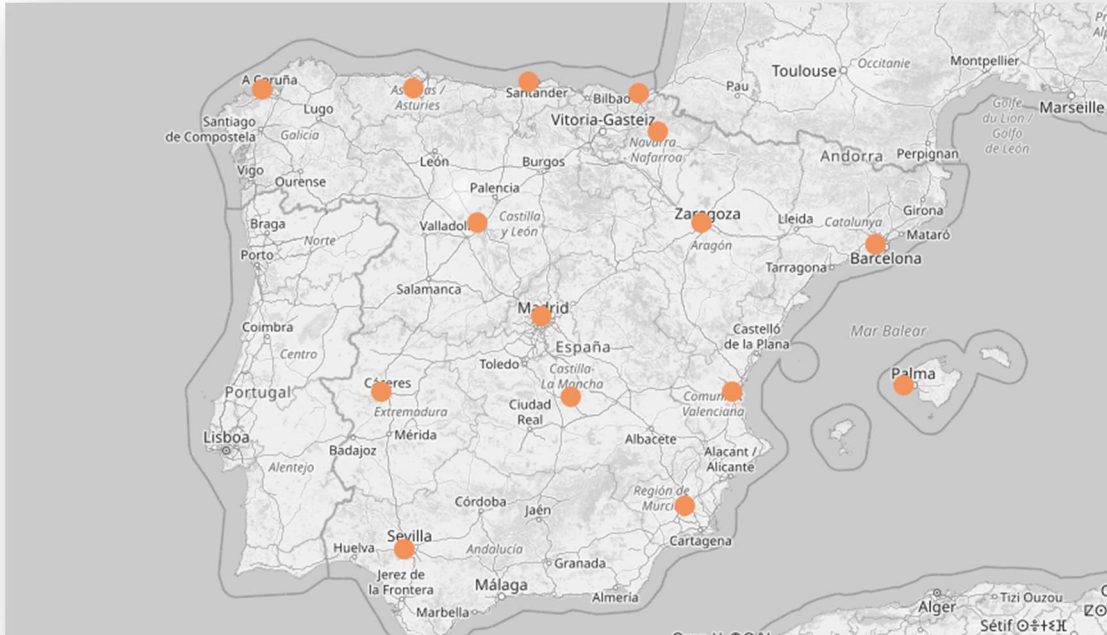 A Coruña
Lugo
Santiago
de Compostela
Galicia
Vigo
Ourense
Asturias /
Asturies
Santander
Bilbao
Vitoria-Gasteiz
Navarra
Nafarroa
Pau
Toulouse
Occitanie
Montpellier
Marseille
Golfe
du Lion /
Golfo
de León
Perpignan
Andorra
León
Burgos
Palencia
Castilla
y León
Zaragoza
Aragón
Lleida
Catalunya
Girona
Mataró
Barcelona
Tarragona
Braga
Norte
Porto
Salamanca
Madrid
España
Toledo
Castilla-
La Mancha
Castelló
de la Plana
Mar Balear
Palma
Coimbra
Centro
Portugal
Cáceres
Extremadura
Ciudad
Real
Valenciana
Lisboa
Mérida
Badajoz
Albacete
Alacant /
Alicante
Alentejo
Región de
Murcia
Cartagena
Córdoba
Jaén
Sevilla
Huelva
Andalucía
Granada
Jerez de
la Frontera
Málaga
Almería
Marbella
Alger
Tizi Ouzou
Sétif